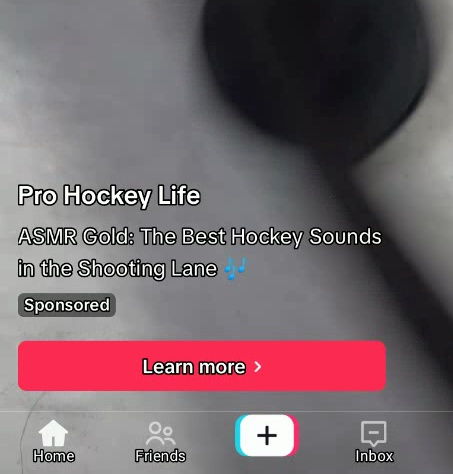 Pro Hockey Life
ASMR Gold: The Best Hockey Sounds
in the Shooting Lane 🎶
Sponsored
Learn more >
Home
Friends
Inbox